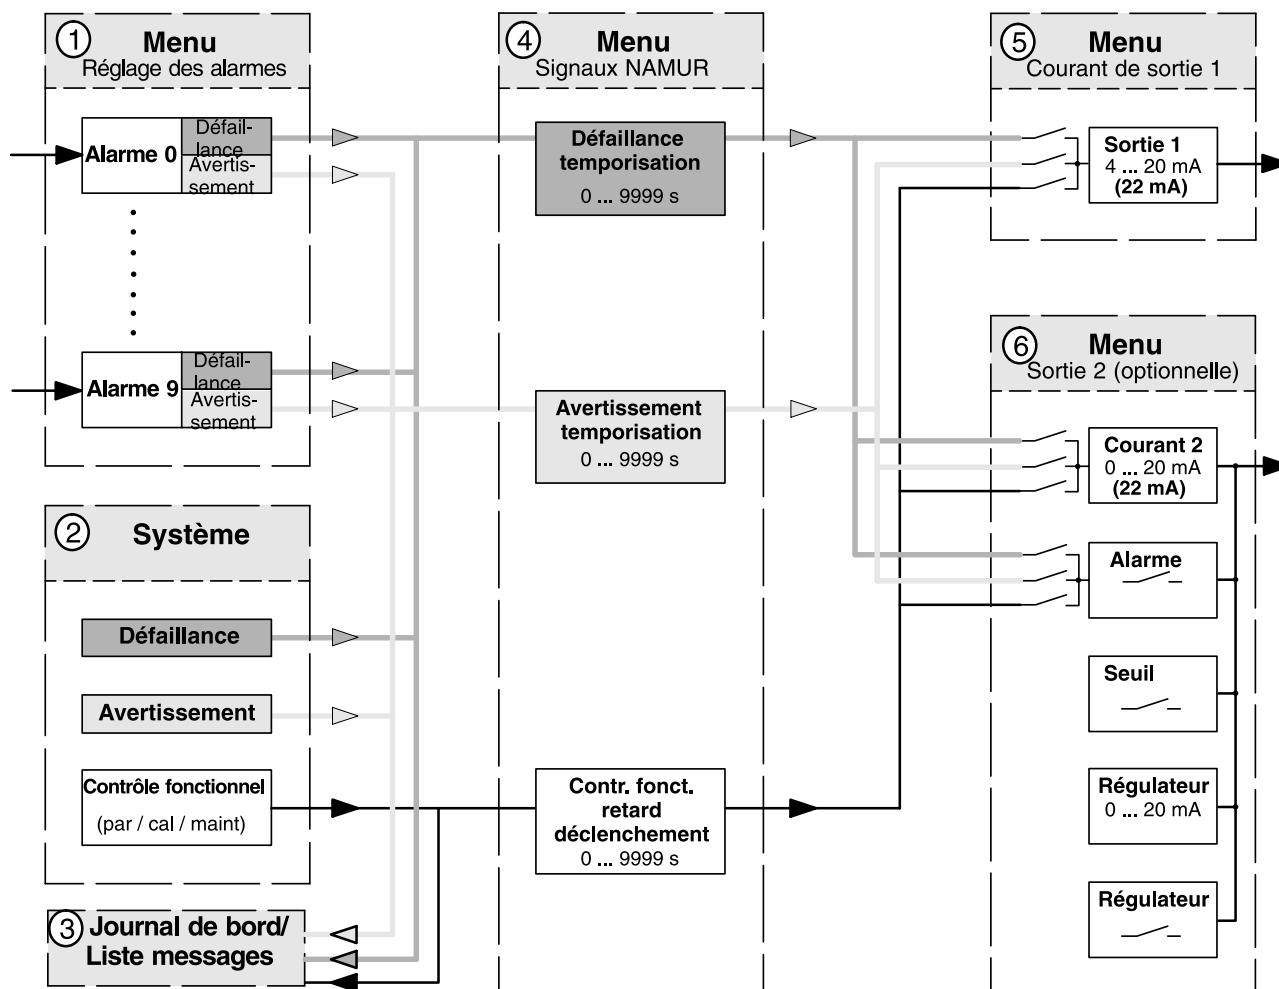 1
Menu
Réglage des alarmes
Alarme 0
Défail-
lance
Avertis-
sement
Alarme 9
Défail-
lance
Avertis-
sement
2
Système
Défaillance
Avertissement
Contrôle fonctionnel
(par / cal / maint)
3
Journal de bord/
Liste messages
4
Menu
Signaux NAMUR
Défaillance
temporisation
0 ... 9999 s
Avertissement
temporisation
0 ... 9999 s
Contr. fonct.
retard
déclenchement
0 ... 9999 s
5
Menu
Courant de sortie 1
Sortie 1
4 ... 20 mA
(22 mA)
6
Menu
Sortie 2 (optionnelle)
Courant 2
0 ... 20 mA
(22 mA)
Alarme
Seuil
Régulateur
0 ... 20 mA
Régulateur